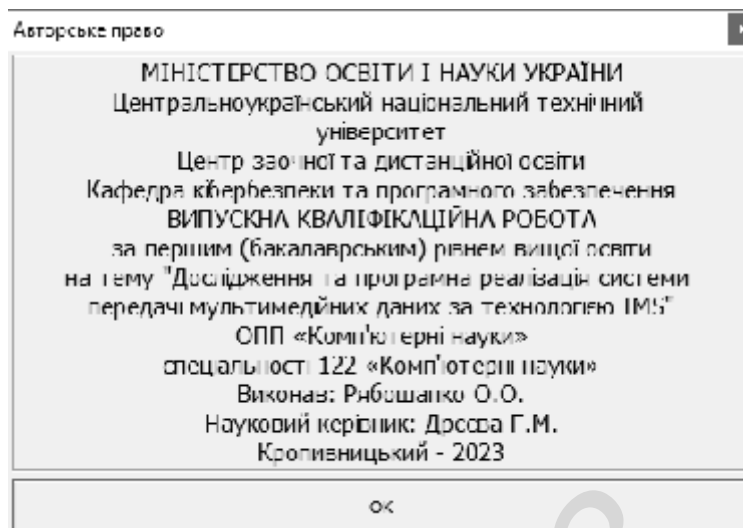 Авторське право
МІНІСТЕРСТВО ОСВІТИ І НАУКИ УКРАЇНИ
Центральноукраїнський національний технічний
університет
Центр заочної та дистанційної освіти
Кафедра кібербезпеки та програмного забезпечення
ВИПУСКНА КВАЛІФІКАЦІЙНА РОБОТА
за першим (бакалаврським) рівнем вищої освіти
на тему "Дослідження та програмна реалізація системи
передачі мультимедійних даних за технологією IMS"
ОПП «Комп'ютерні науки»
спеціальності 122 «Комп'ютерні науки»
Виконав: Рябошапко О.О.
Науковий керівник: Дрєєва Г.М.
Кропивницький - 2023
ОК